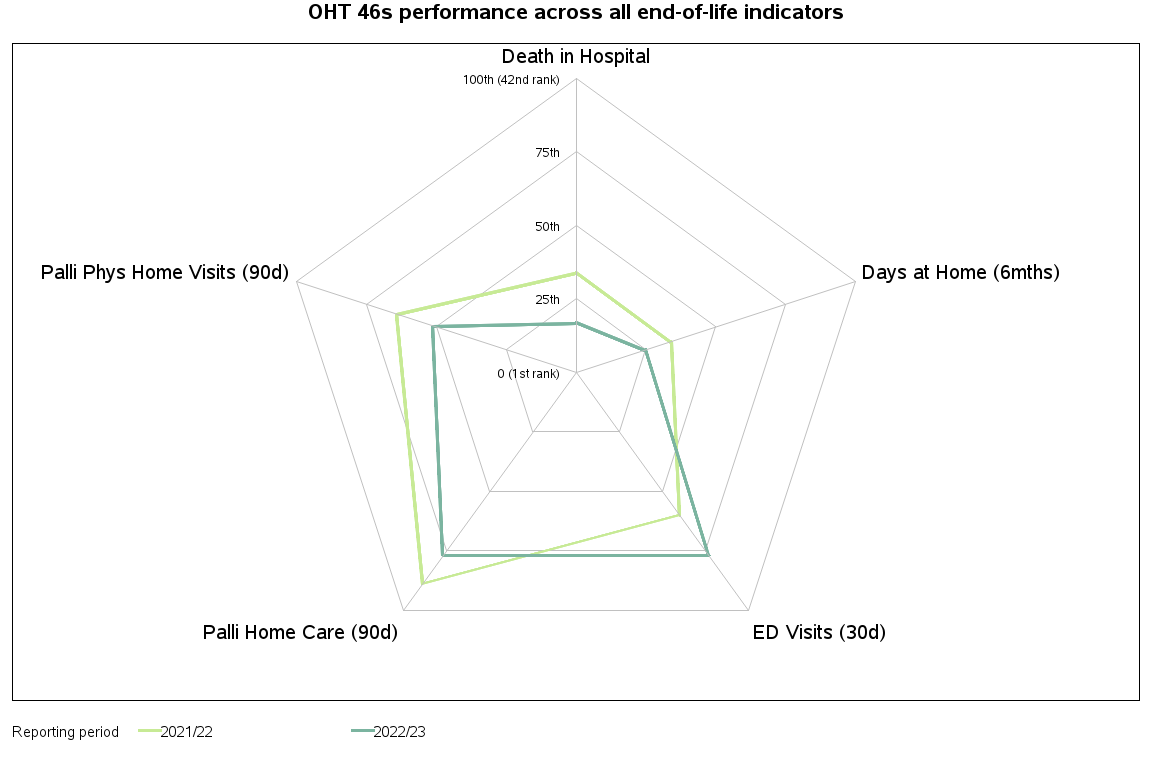 OHT 46s performance across all end-of-life indicators
Death in Hospital
100th (42nd rank)
75th
50th
25th
0 (1st rank)
Palli Phys Home Visits (90d)
Days at Home (6mths)
Palli Home Care (90d)
ED Visits (30d)
Reporting period 2021/22 2022/23